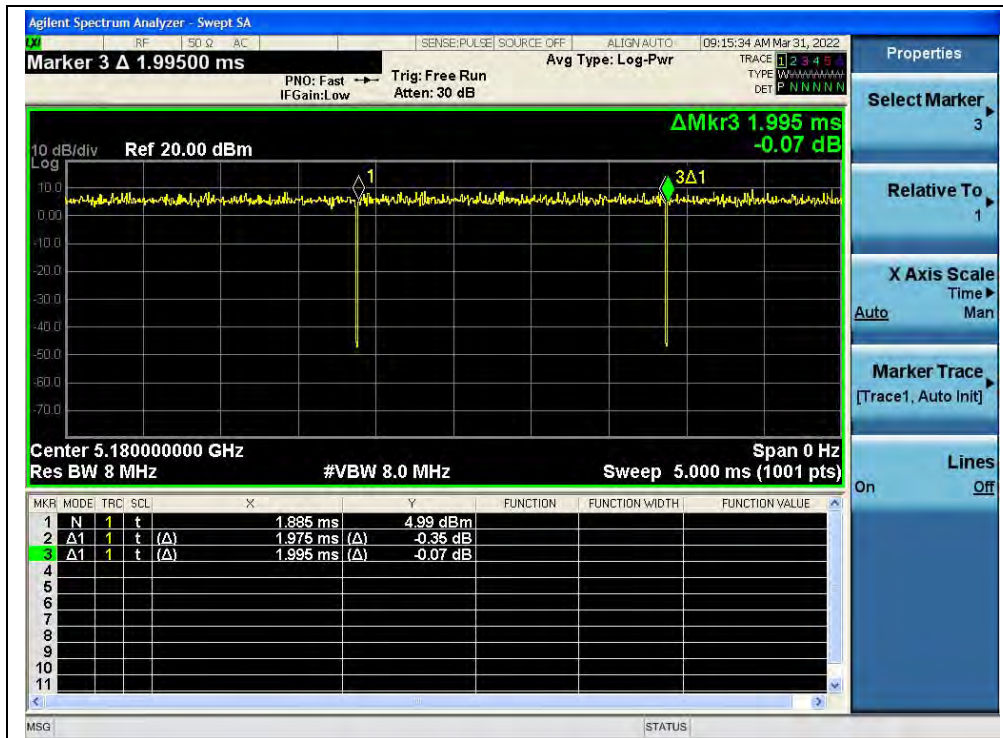 Agilent Spectrum Analyzer - Swept SA
LXI RF 50 Ω AC SENSE:PULSE SOURCE OFF ALIGN AUTO 09:15:34 AM Mar 31, 2022
Marker 3 Δ 1.99500 ms
PNO: Fast
IFGain:Low
Trig: Free Run
Atten: 30 dB
Avg Type: Log-Pwr
TRACE 1 2 3 4 5 6
TYPE W
DET P N N N N N
ΔMkr3 1.995 ms
-0.07 dB
10 dB/div Ref 20.00 dBm
Log
10.0
0.00
-10.0
-20.0
-30.0
-40.0
-50.0
-60.0
-70.0
1
3Δ1
Center 5.180000000 GHz Span 0 Hz
Res BW 8 MHz #VBW 8.0 MHz Sweep 5.000 ms (1001 pts)
MKR MODE TRC SCL X Y FUNCTION FUNCTION WIDTH FUNCTION VALUE
1 N 1 t 1.885 ms 4.99 dBm
2 Δ1 1 t (Δ) 1.975 ms (Δ) -0.35 dB
3 Δ1 1 t (Δ) 1.995 ms (Δ) -0.07 dB
4
5
6
7
8
9
10
11
MSG STATUS
Properties
Select Marker
3
Relative To
1
X Axis Scale
Time
Auto Man
Marker Trace
[Trace1, Auto Init]
Lines
On Off